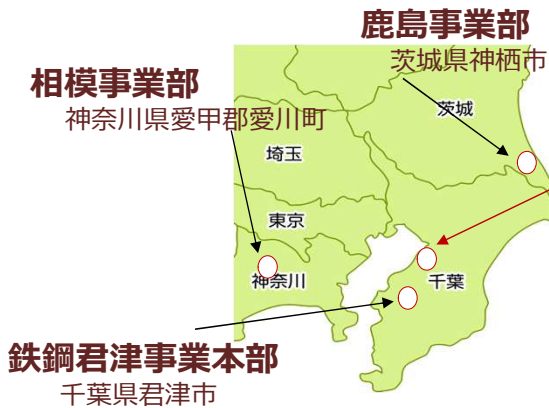 鹿島事業部
茨城県神栖市
相模事業部
神奈川県愛甲郡愛川町
茨城
埼玉
東京
神奈川
千葉
鉄鋼君津事業本部
千葉県君津市